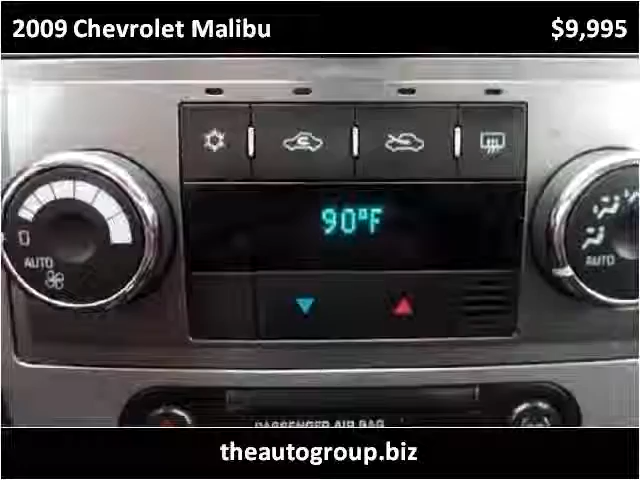 2009 Chevrolet Malibu $9,995
90°F
AUTO
AUTO
PASSENGER AIR BAG
theautogroup.biz